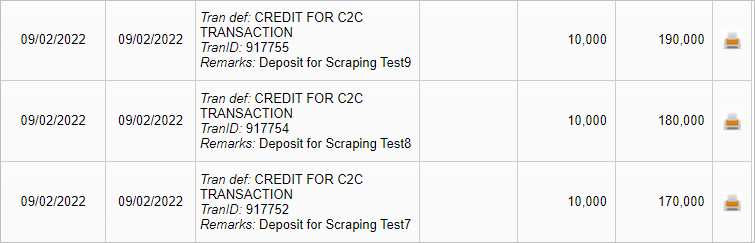 09/02/2022 09/02/2022 Tran def: CREDIT FOR C2C
TRANSACTION
TranID: 917755
Remarks: Deposit for Scraping Test9
10,000 190,000
09/02/2022 09/02/2022 Tran def: CREDIT FOR C2C
TRANSACTION
TranID: 917754
Remarks: Deposit for Scraping Test8
10,000 180,000
09/02/2022 09/02/2022 Tran def: CREDIT FOR C2C
TRANSACTION
TranID: 917752
Remarks: Deposit for Scraping Test7
10,000 170,000